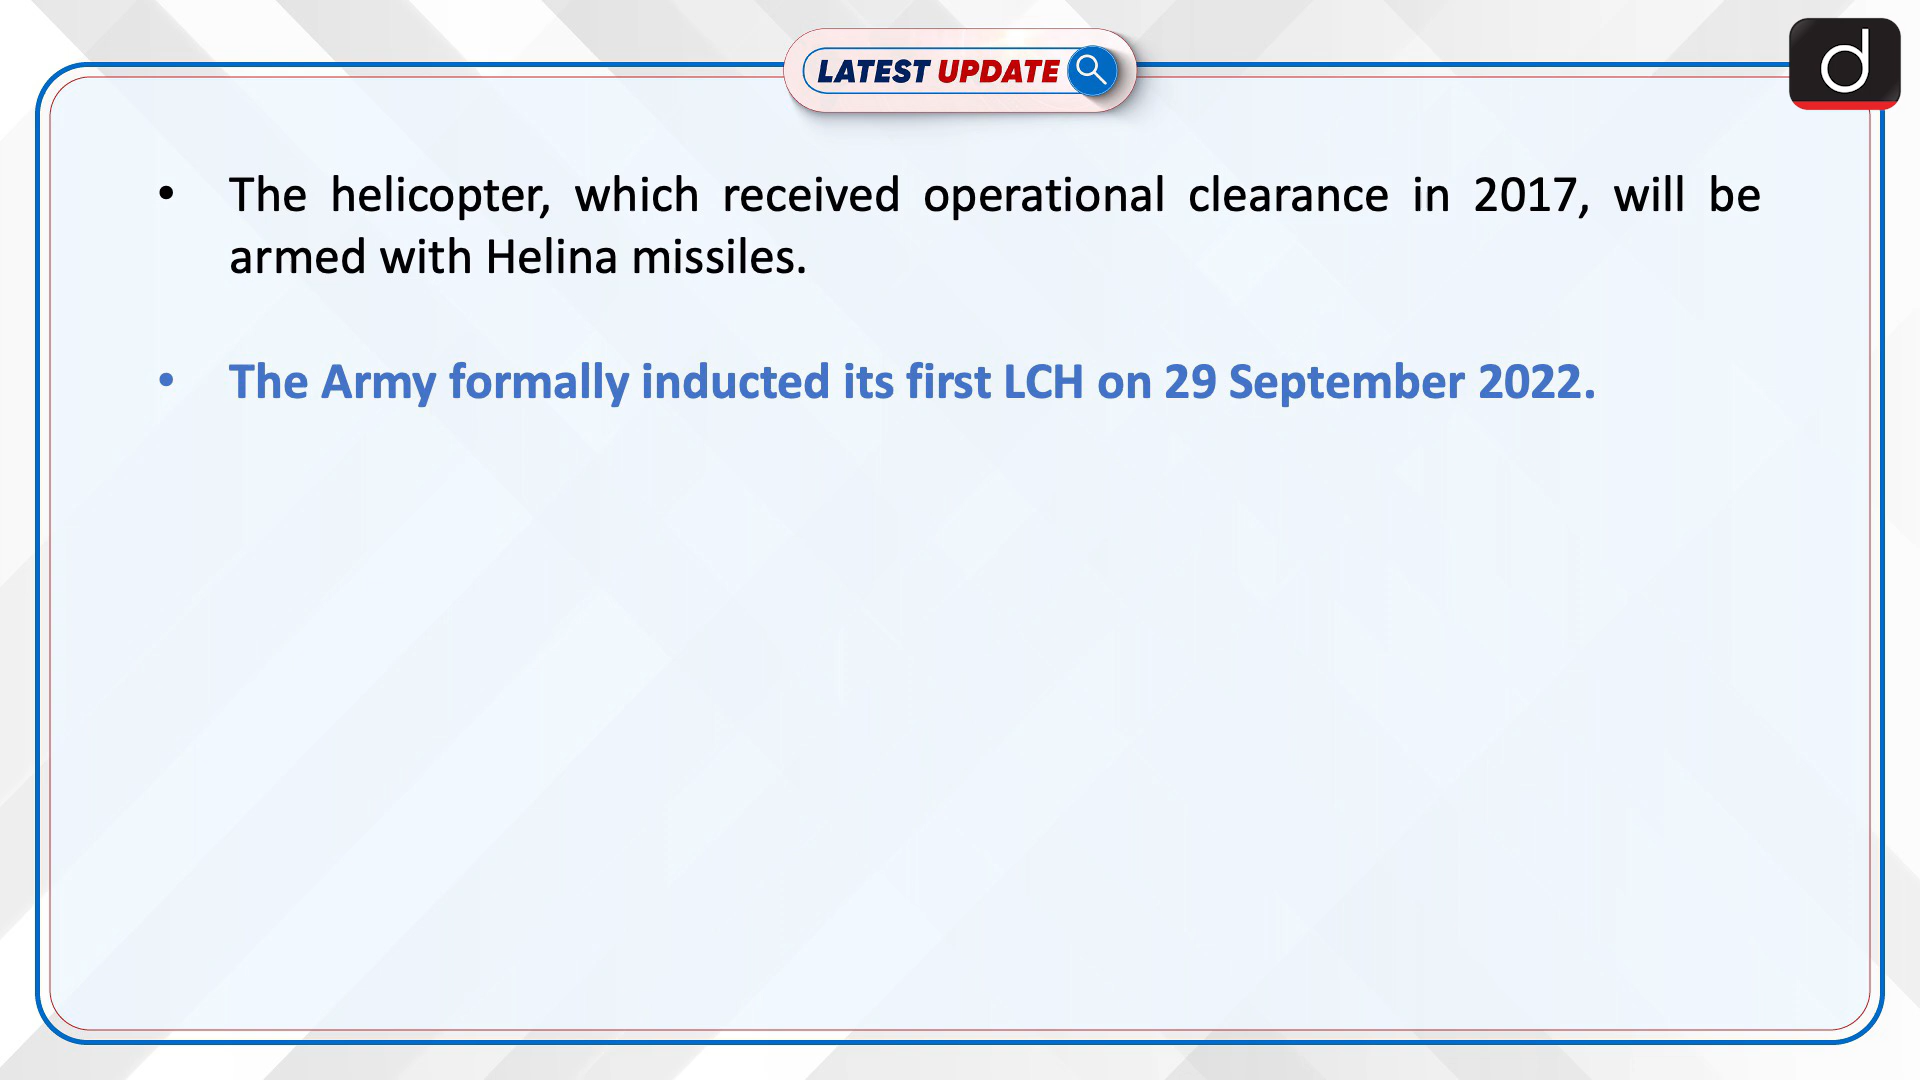 LATEST UPDATE
d
• The helicopter, which received operational clearance in 2017, will be
armed with Helina missiles.
• The Army formally inducted its first LCH on 29 September 2022.